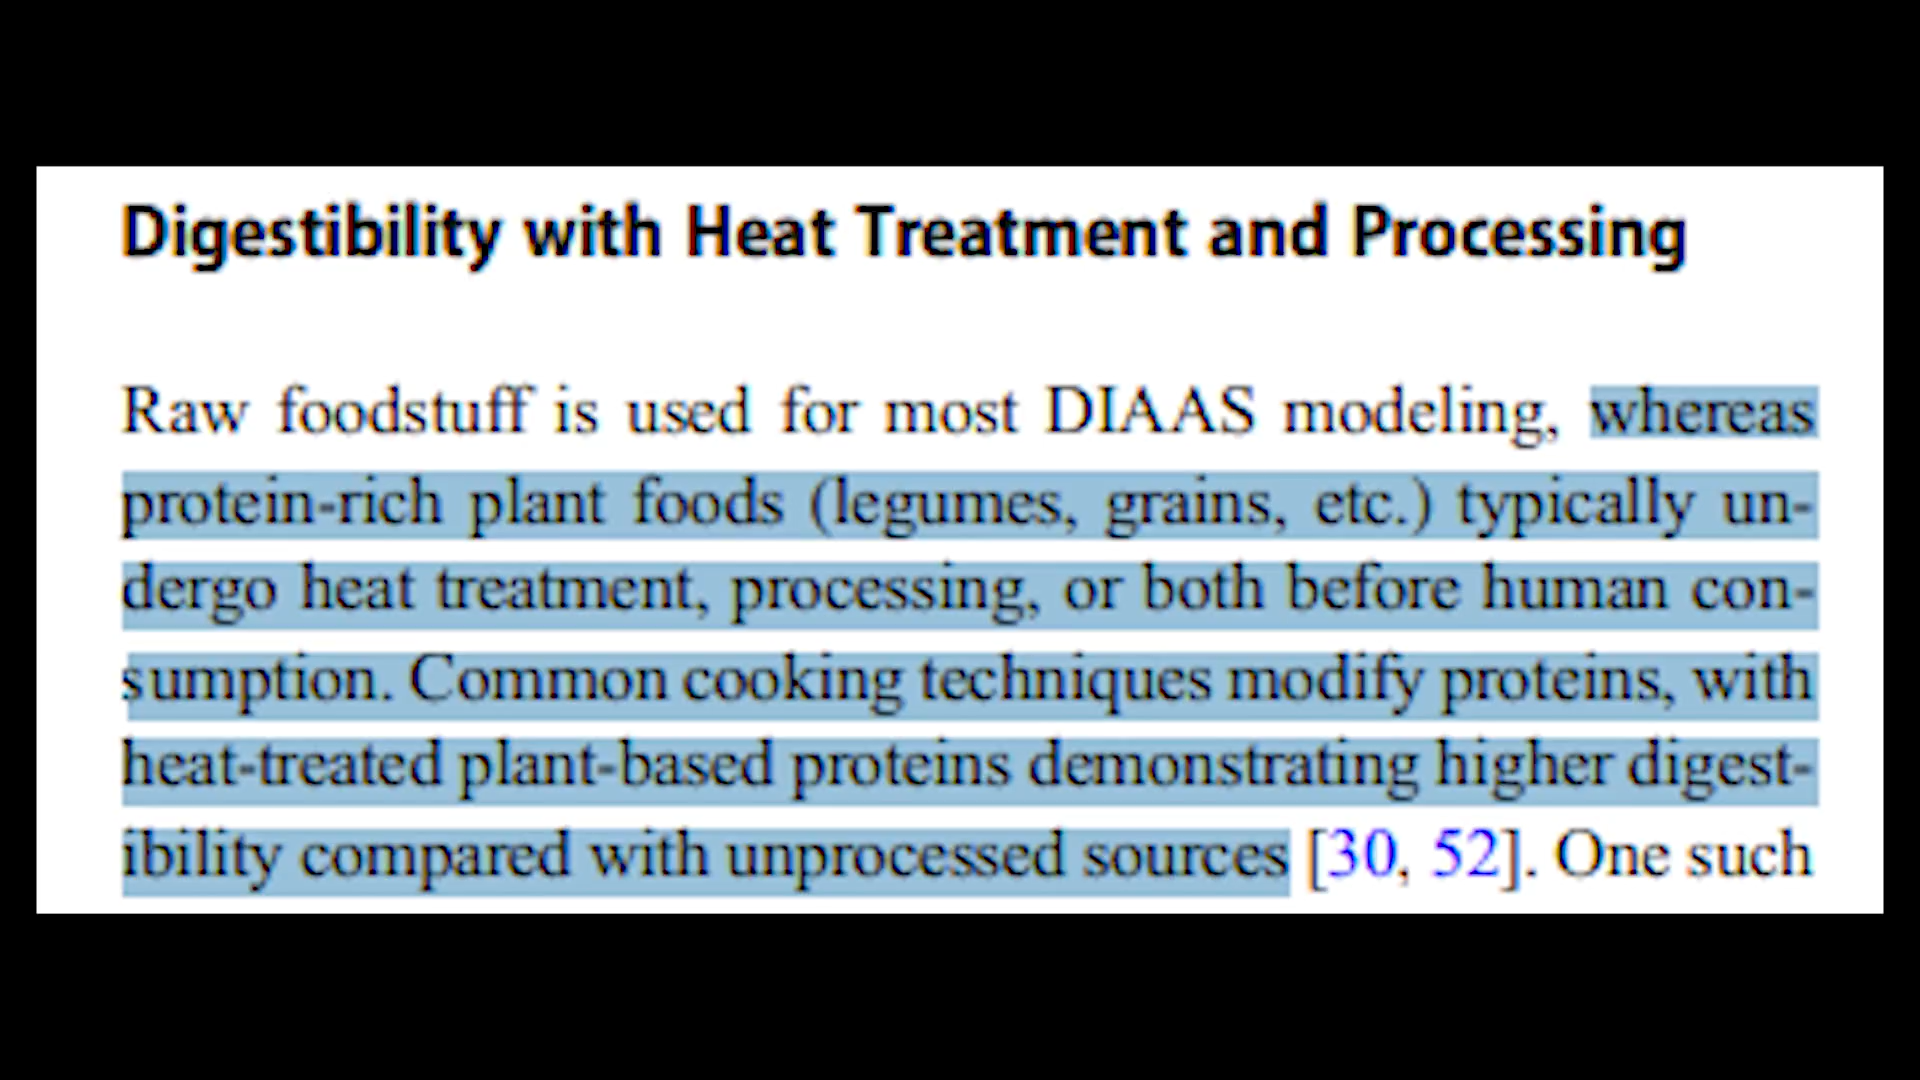 Digestibility with Heat Treatment and Processing
Raw foodstuff is used for most DIAAS modeling, whereas
protein-rich plant foods (legumes, grains, etc.) typically un-
dergo heat treatment, processing, or both before human con-
sumption. Common cooking techniques modify proteins, with
heat-treated plant-based proteins demonstrating higher digest-
ibility compared with unprocessed sources [30, 52]. One such